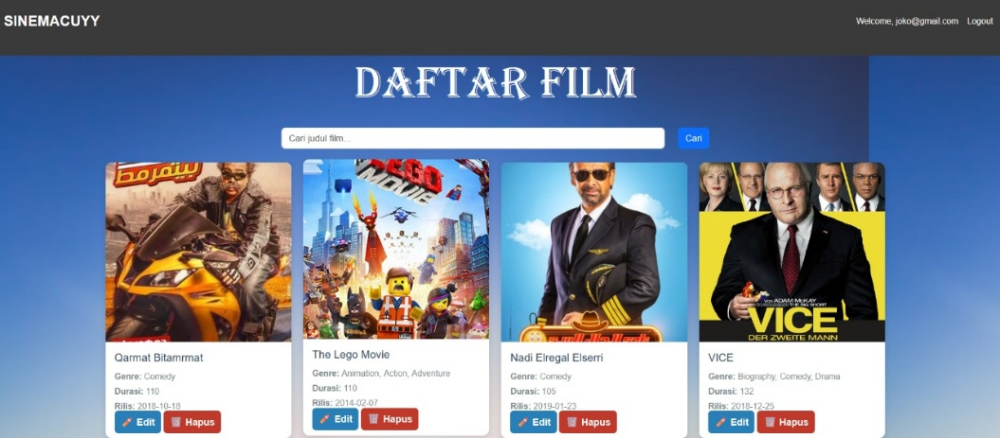 SINEMACUYY
Welcome, joko@gmail.com Logout
DAFTAR FILM
Cari judul film... Cari
بيتمرمط
LEGO
MOVIE
VON ADAM McKAY
THE BIG SHORT
VICE
DER ZWEITE MANN
Qarmat Bitamrmat
Genre: Comedy
Durasi: 110
Rilis: 2018-10-18
Edit Hapus
The Lego Movie
Genre: Animation, Action, Adventure
Durasi: 110
Rilis: 2014-02-07
Edit Hapus
Nadi Elregal Elserri
Genre: Comedy
Durasi: 105
Rilis: 2019-01-23
Edit Hapus
VICE
Genre: Biography, Comedy, Drama
Durasi: 132
Rilis: 2018-12-25
Edit Hapus